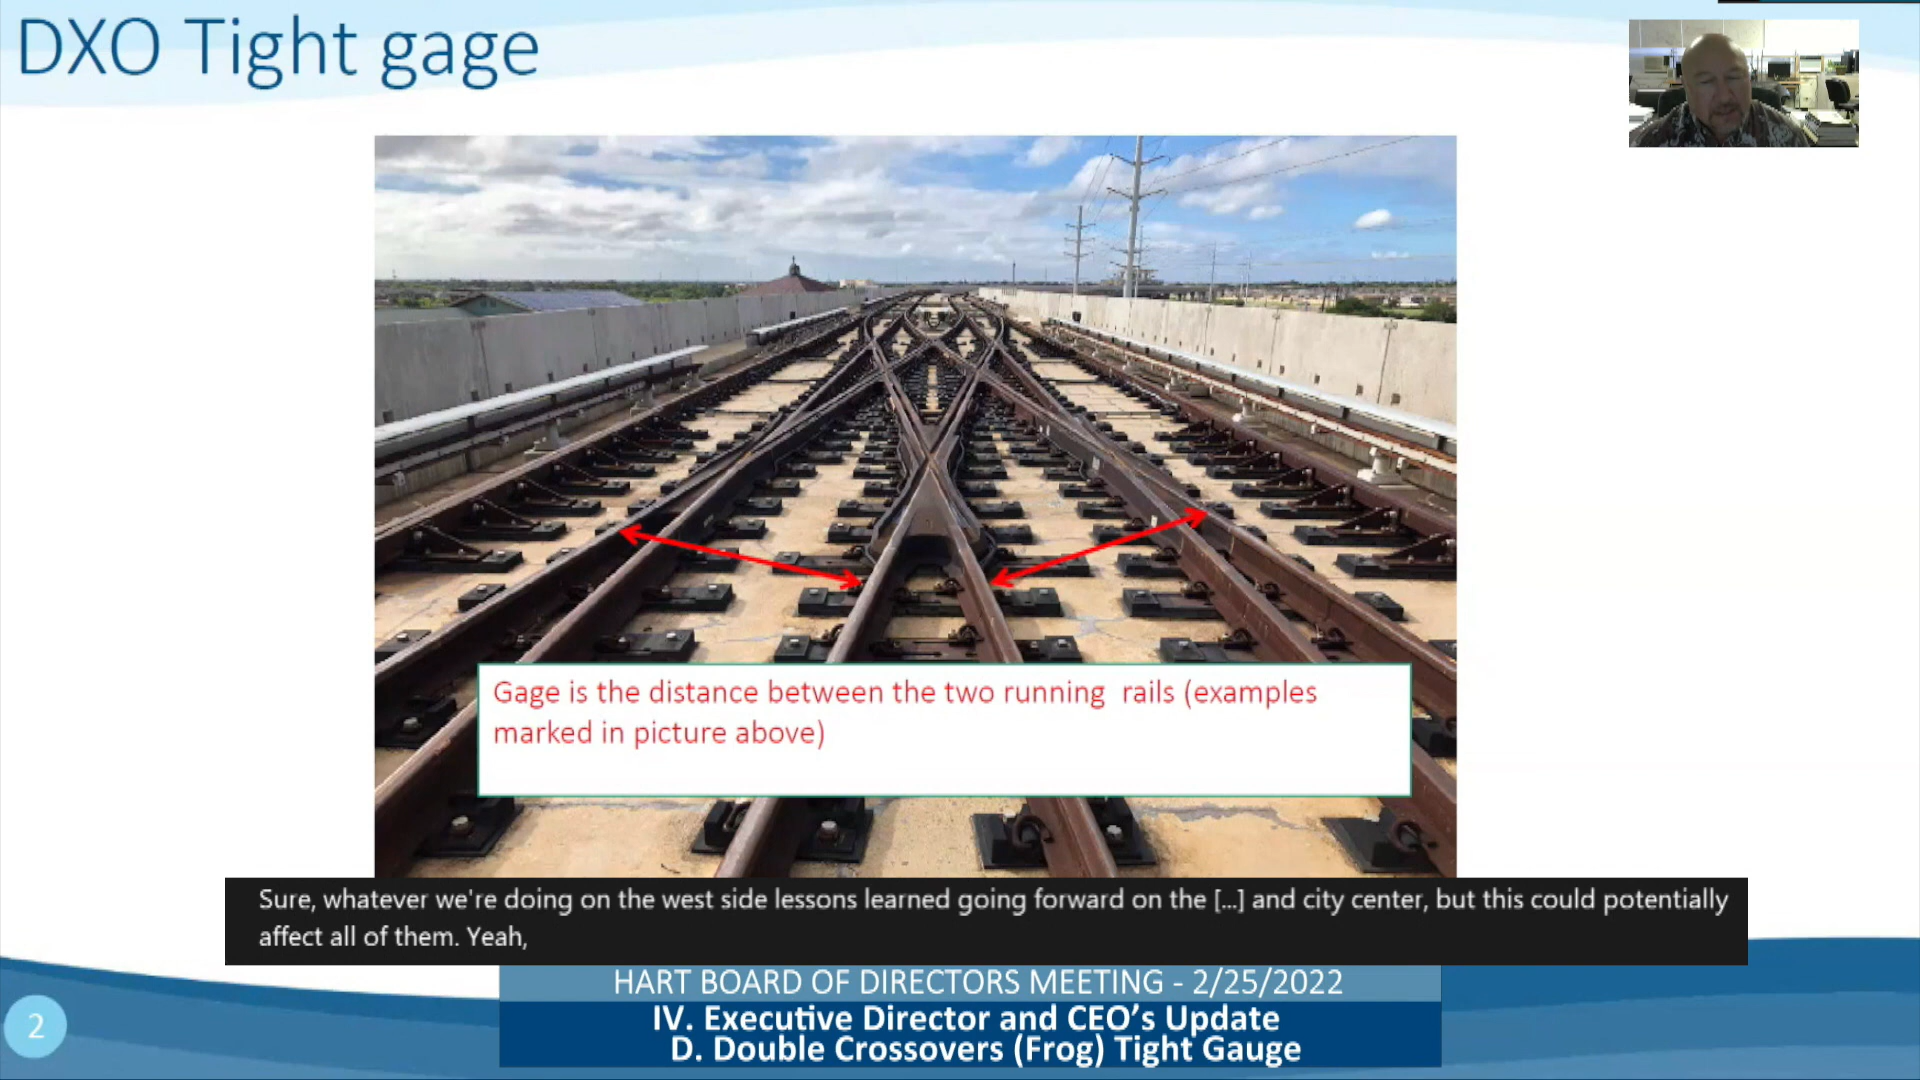 DXO Tight gage
Gage is the distance between the two running  rails (examples
marked in picture above)
Sure, whatever we're doing on the west side lessons learned going forward on the [...] and city center, but this could potentially
affect all of them. Yeah,
HART BOARD OF DIRECTORS MEETING - 2/25/2022
IV. Executive Director and CEO’s Update
D. Double Crossovers (Frog) Tight Gauge
2